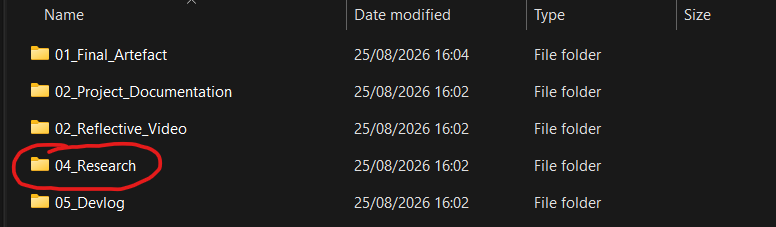 Name Date modified Type Size
01_Final_Artefact 25/08/2026 16:04 File folder
02_Project_Documentation 25/08/2026 16:02 File folder
02_Reflective_Video 25/08/2026 16:02 File folder
04_Research 25/08/2026 16:02 File folder
05_Devlog 25/08/2026 16:02 File folder